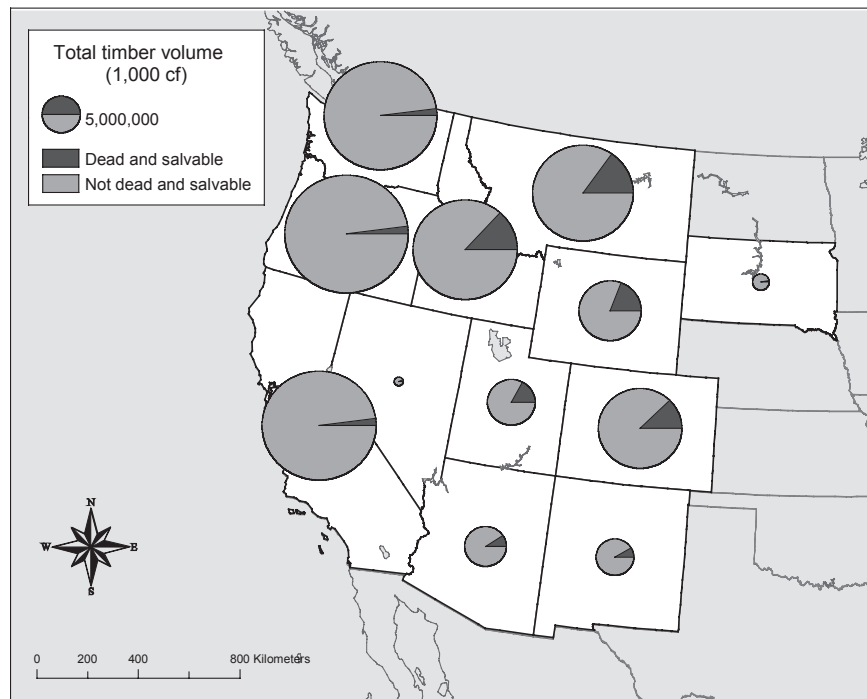 Total timber volume
(1,000 cf)
5,000,000
Dead and salvable
Not dead and salvable
N
W E
S
0 200 400 800 Kilometers